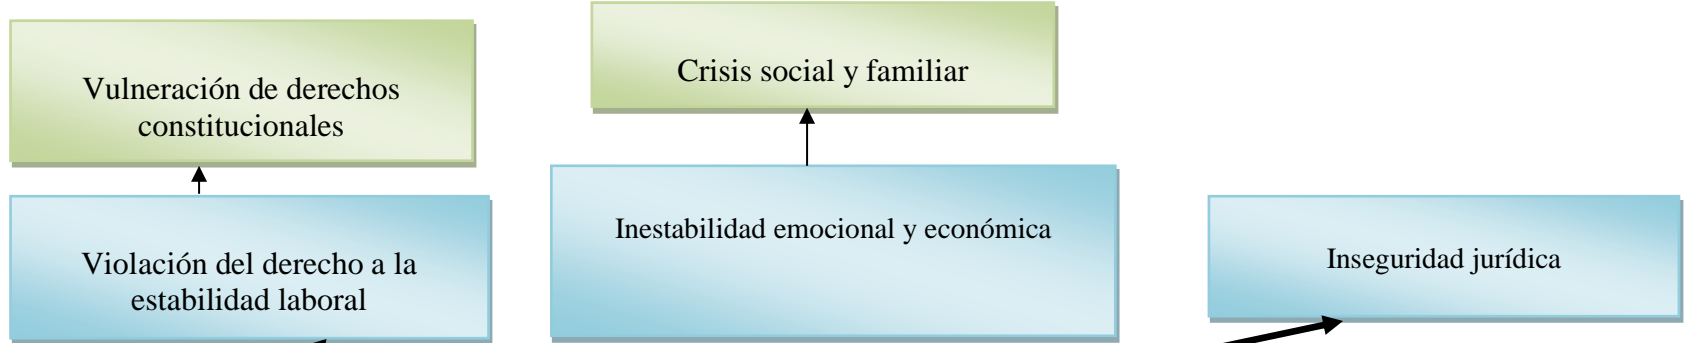 Vulneración de derechos
constitucionales
Crisis social y familiar
Violación del derecho a la
estabilidad laboral
Inestabilidad emocional y económica
Inseguridad jurídica